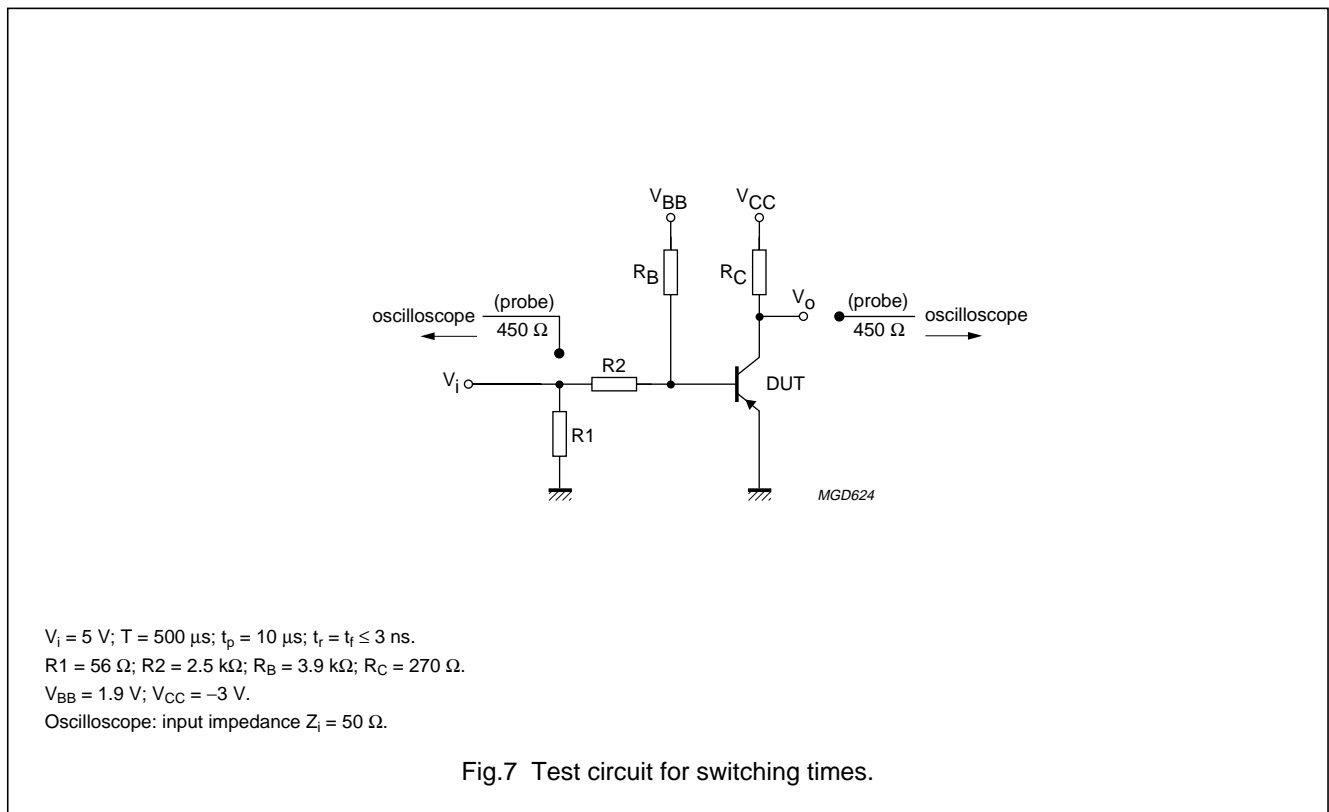 V_BB V_CC
R_B R_C
V_o
(probe) (probe)
oscilloscope 450 Ω 450 Ω oscilloscope
R2
V_i DUT
R1
MGD624
V_i = 5 V; T = 500 μs; t_p = 10 μs; t_r = t_f ≤ 3 ns.
R1 = 56 Ω; R2 = 2.5 kΩ; R_B = 3.9 kΩ; R_C = 270 Ω.
V_BB = 1.9 V; V_CC = −3 V.
Oscilloscope: input impedance Z_i = 50 Ω.
Fig.7 Test circuit for switching times.